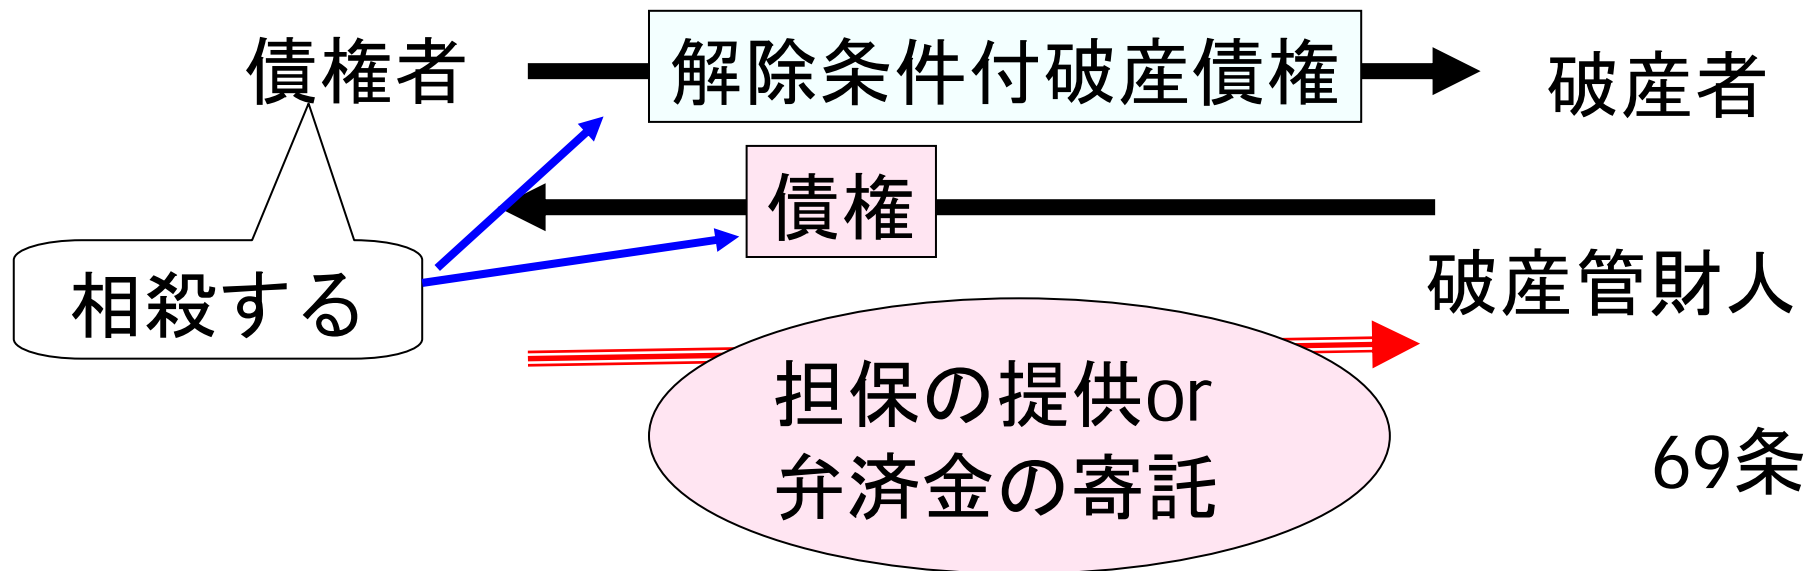 債権者
解除条件付破産債権
破産者
債権
相殺する
破産管財人
担保の提供or
弁済金の寄託
69条